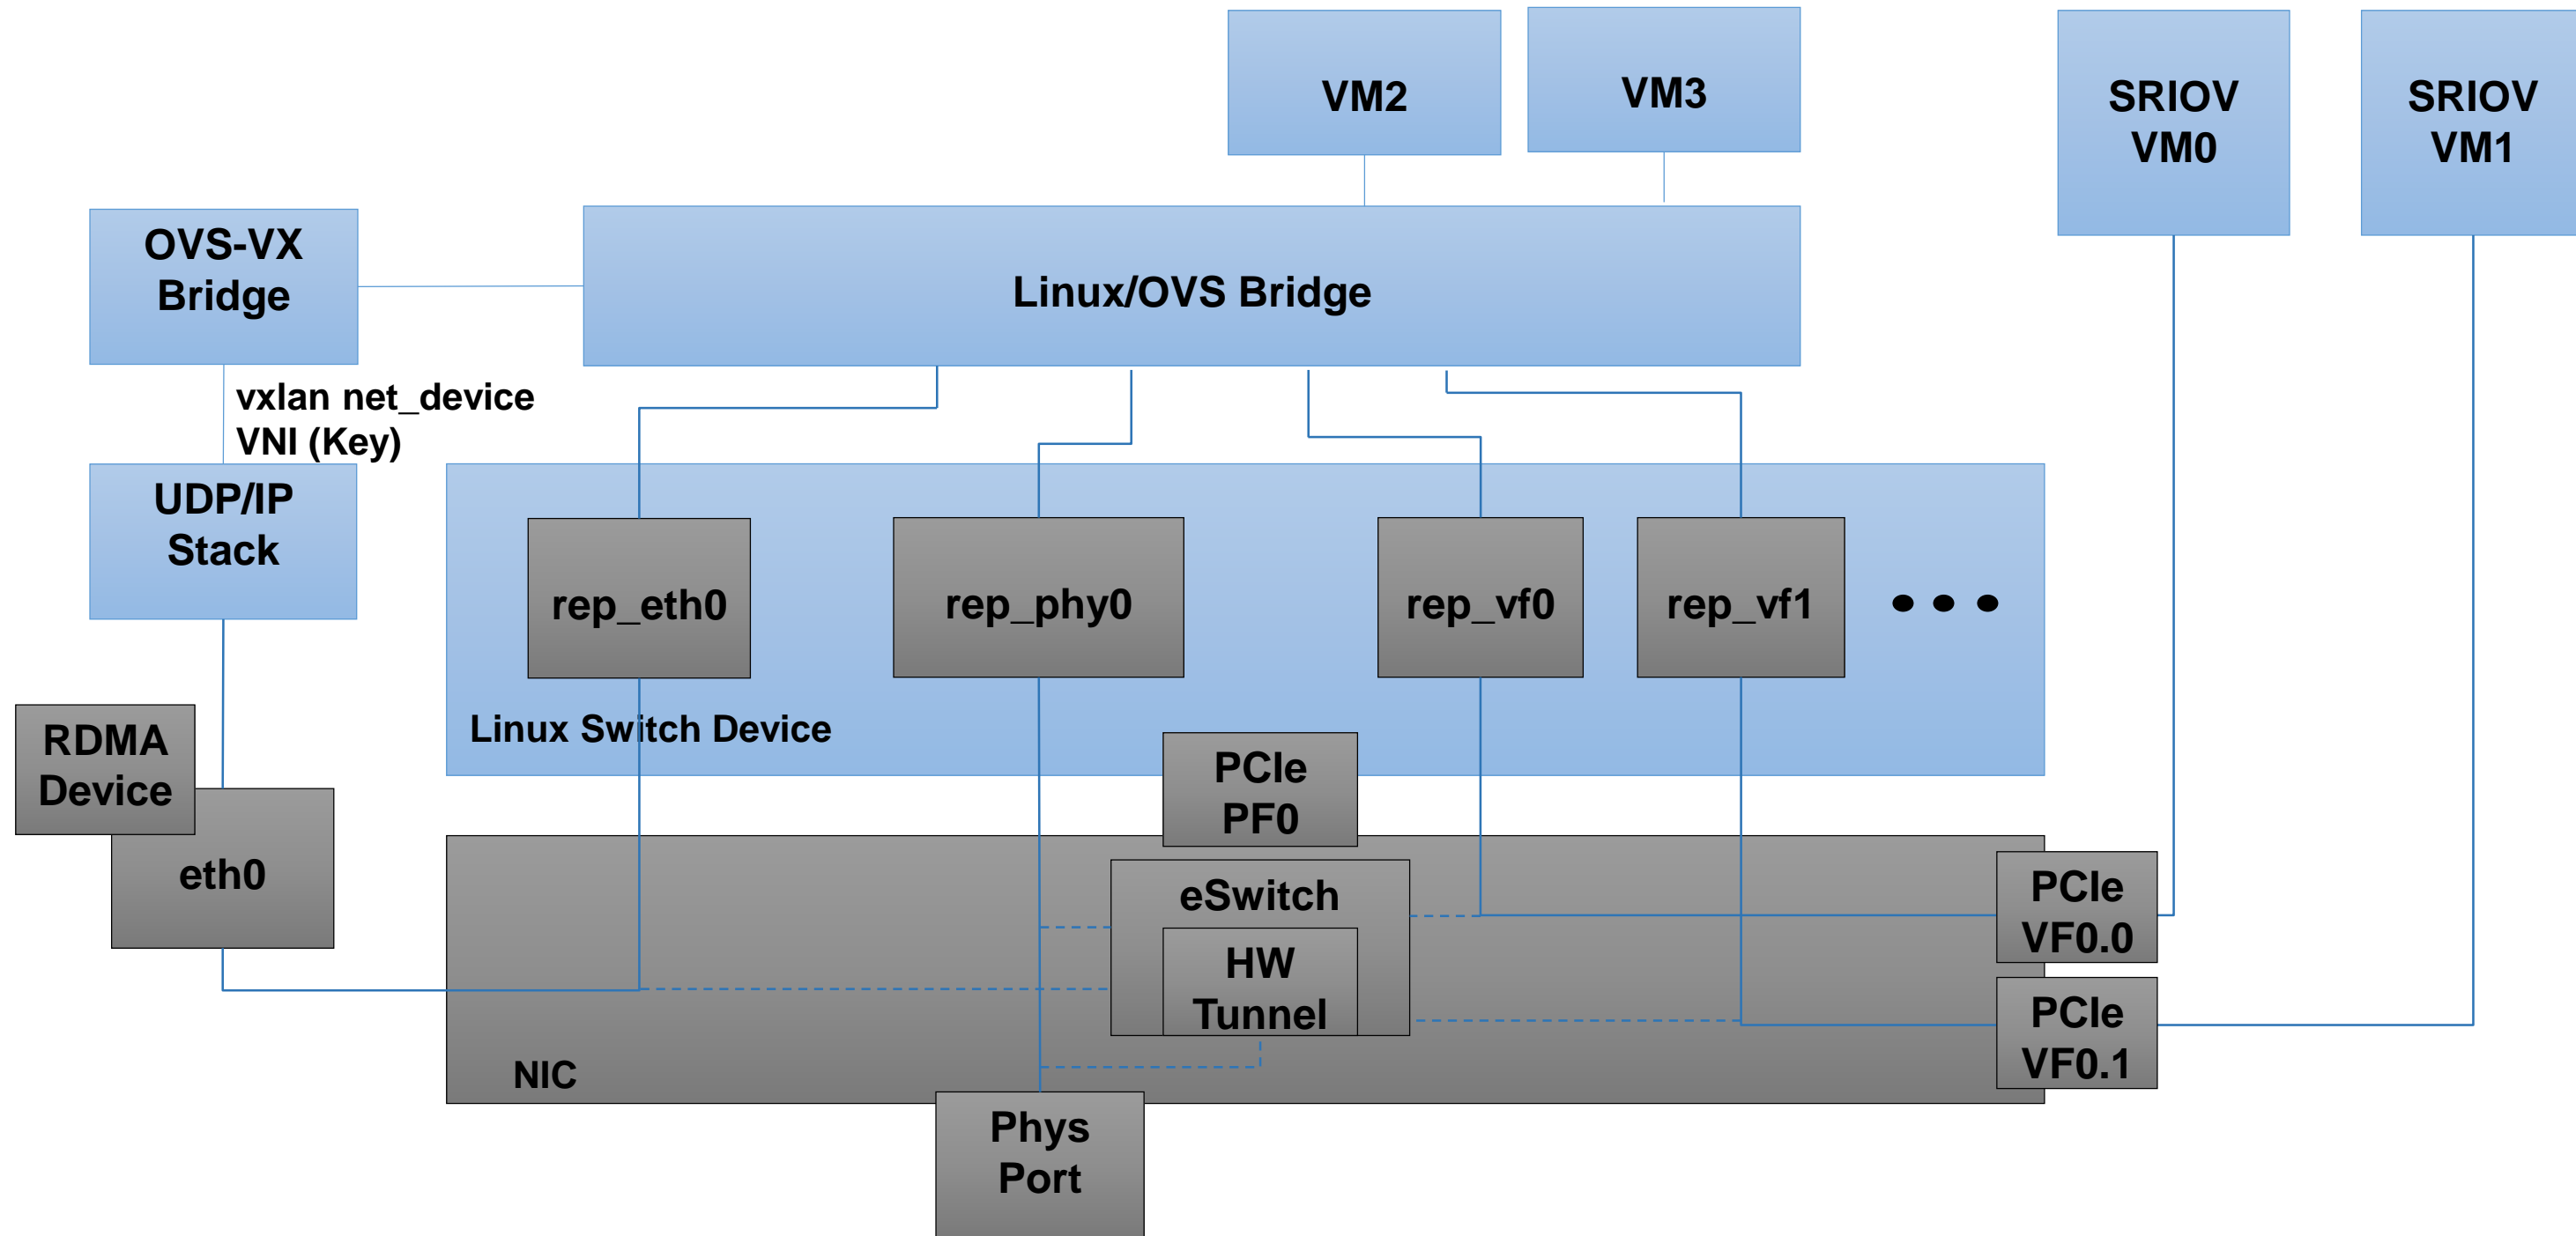 VM2
VM3
SRIOV
VM0
SRIOV
VM1
OVS-VX
Bridge
Linux/OVS Bridge
vxlan net_device
VNI (Key)
UDP/IP
Stack
rep_eth0
rep_phy0
rep_vf0
rep_vf1
Linux Switch Device
RDMA
Device
eth0
PCIe
PF0
eSwitch
HW
Tunnel
PCIe
VF0.0
PCIe
VF0.1
NIC
Phys
Port